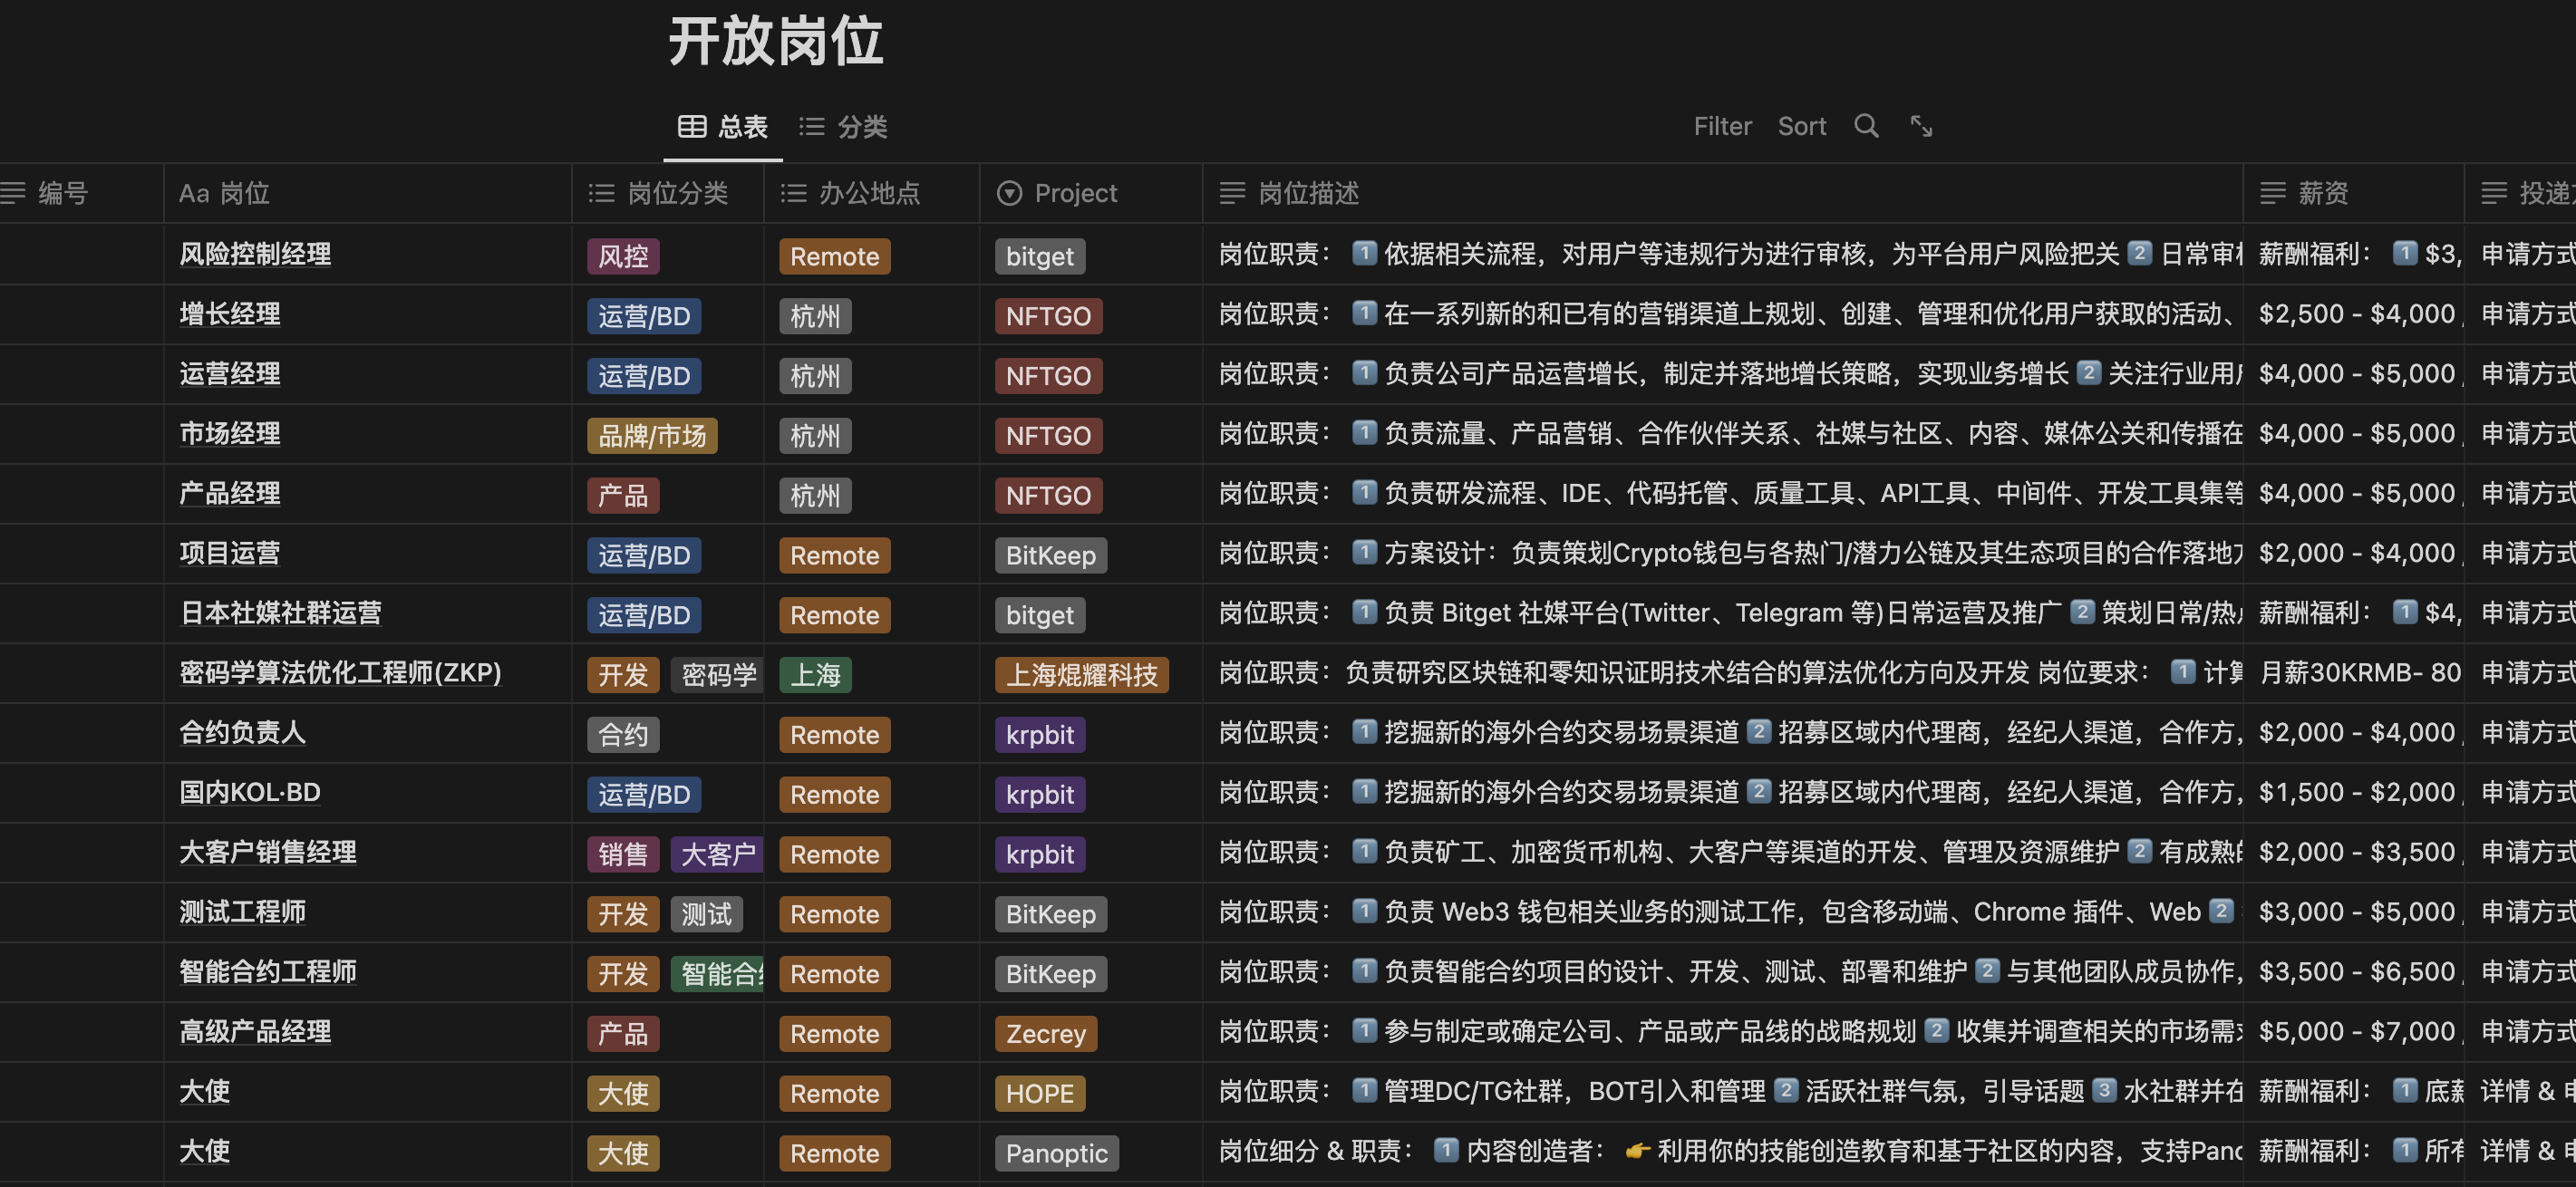 开放岗位
总表 分类 Filter Sort
编号 Aa 岗位 岗位分类 办公地点 Project 岗位描述 薪资 投递
风险控制经理 风控 Remote bitget 岗位职责： 1️⃣ 依据相关流程，对用户等违规行为进行审核，为平台用户风险把关 2️⃣ 日常审 薪酬福利： 1️⃣ $3, 申请方式
增长经理 运营/BD 杭州 NFTGO 岗位职责： 1️⃣ 在一系列新的和已有的营销渠道上规划、创建、管理和优化用户获取的活动、 $2,500 - $4,000 申请方式
运营经理 运营/BD 杭州 NFTGO 岗位职责： 1️⃣ 负责公司产品运营增长，制定并落地增长策略，实现业务增长 2️⃣ 关注行业用 $4,000 - $5,000 申请方式
市场经理 品牌/市场 杭州 NFTGO 岗位职责： 1️⃣ 负责流量、产品营销、合作伙伴关系、社媒与社区、内容、媒体公关和传播在 $4,000 - $5,000 申请方式
产品经理 产品 杭州 NFTGO 岗位职责： 1️⃣ 负责研发流程、IDE、代码托管、质量工具、API工具、中间件、开发工具集等 $4,000 - $5,000 申请方式
项目运营 运营/BD Remote BitKeep 岗位职责： 1️⃣ 方案设计：负责策划Crypto钱包与各热门/潜力公链及其生态项目的合作落地 $2,000 - $4,000 申请方式
日本社媒社群运营 运营/BD Remote bitget 岗位职责： 1️⃣ 负责 Bitget 社媒平台(Twitter、Telegram 等)日常运营及推广 2️⃣ 策划日常/热 薪酬福利： 1️⃣ $4, 申请方式
密码学算法优化工程师(ZKP) 开发 密码学 上海 上海焜耀科技 岗位职责：负责研究区块链和零知识证明技术结合的算法优化方向及开发 岗位要求： 1️⃣ 计算 月薪30KRMB- 80 申请方式
合约负责人 合约 Remote krpbit 岗位职责： 1️⃣ 挖掘新的海外合约交易场景渠道 2️⃣ 招募区域内代理商，经纪人渠道，合作方， $2,000 - $4,000 申请方式
国内KOL·BD 运营/BD Remote krpbit 岗位职责： 1️⃣ 挖掘新的海外合约交易场景渠道 2️⃣ 招募区域内代理商，经纪人渠道，合作方， $1,500 - $2,000 申请方式
大客户销售经理 销售 大客户 Remote krpbit 岗位职责： 1️⃣ 负责矿工、加密货币机构、大客户等渠道的开发、管理及资源维护 2️⃣ 有成熟的 $2,000 - $3,500 申请方式
测试工程师 开发 测试 Remote BitKeep 岗位职责： 1️⃣ 负责 Web3 钱包相关业务的测试工作，包含移动端、Chrome 插件、Web 2️⃣ $3,000 - $5,000 申请方式
智能合约工程师 开发 智能合约 Remote BitKeep 岗位职责： 1️⃣ 负责智能合约项目的设计、开发、测试、部署和维护 2️⃣ 与其他团队成员协作， $3,500 - $6,500 申请方式
高级产品经理 产品 Remote Zecrey 岗位职责： 1️⃣ 参与制定或确定公司、产品或产品线的战略规划 2️⃣ 收集并调查相关的市场需求 $5,000 - $7,000 申请方式
大使 大使 Remote HOPE 岗位职责： 1️⃣ 管理DC/TG社群，BOT引入和管理 2️⃣ 活跃社群气氛，引导话题 3️⃣ 水社群并在 薪酬福利： 1️⃣ 底薪 详情 & 申
大使 大使 Remote Panoptic 岗位细分 & 职责： 1️⃣ 内容创造者： 👉 利用你的技能创造教育和基于社区的内容，支持Pano 薪酬福利： 1️⃣ 所有 详情 & 申